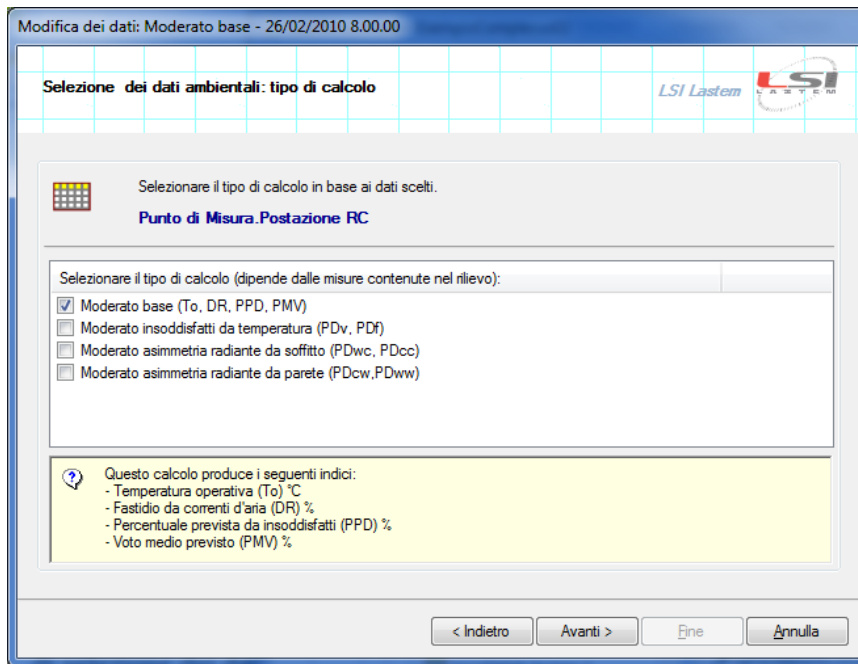 Modifica dei dati: Moderato base - 26/02/2010 8.00.00
Selezione dei dati ambientali: tipo di calcolo
LSI Lastem
LSI
LASTEM
Selezionare il tipo di calcolo in base ai dati scelti.
Punto di Misura.Postazione RC
Selezionare il tipo di calcolo (dipende dalle misure contenute nel rilievo):
Moderato base (To, DR, PPD, PMV)
Moderato insoddisfatti da temperatura (PDv, PDf)
Moderato asimmetria radiante da soffitto (PDwc, PDcc)
Moderato asimmetria radiante da parete (PDcw,PDww)
Questo calcolo produce i seguenti indici:
- Temperatura operativa (To) °C
- Fastidio da correnti d'aria (DR) %
- Percentuale prevista da insoddisfatti (PPD) %
- Voto medio previsto (PMV) %
< Indietro
Avanti >
Fine
Annulla